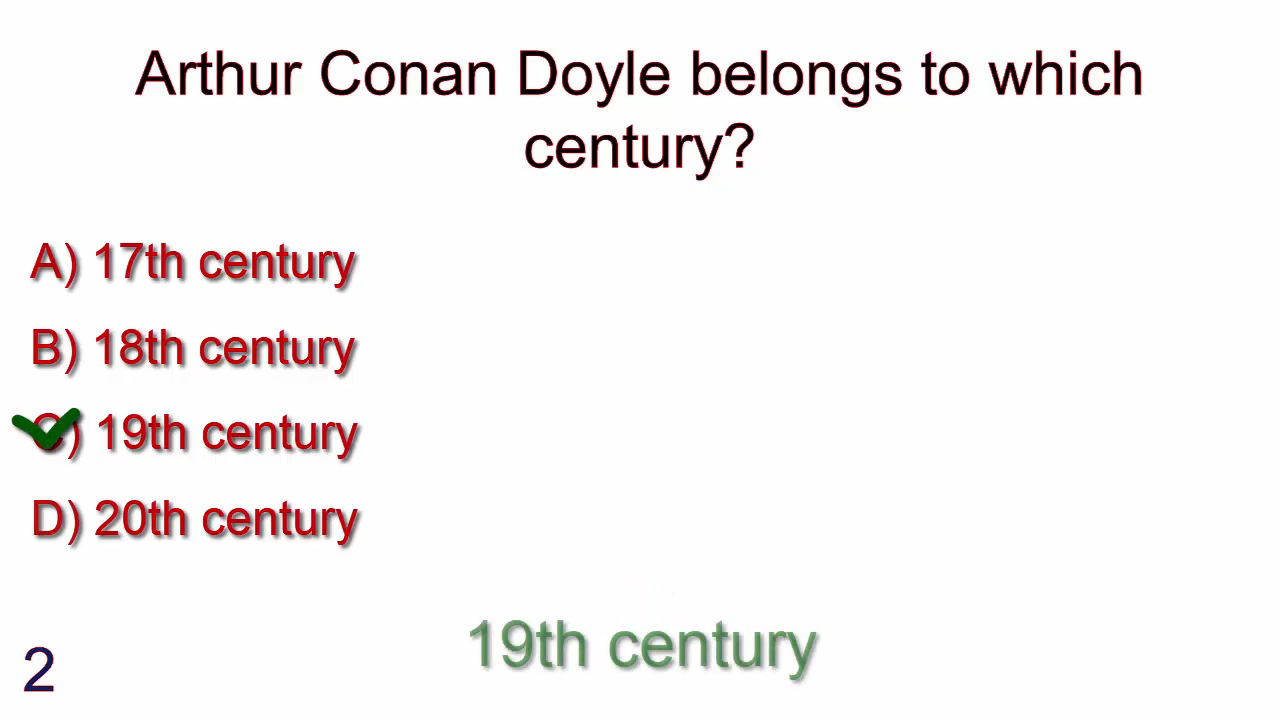 Arthur Conan Doyle belongs to which
century?
A) 17th century
B) 18th century
C) 19th century
D) 20th century
19th century
2